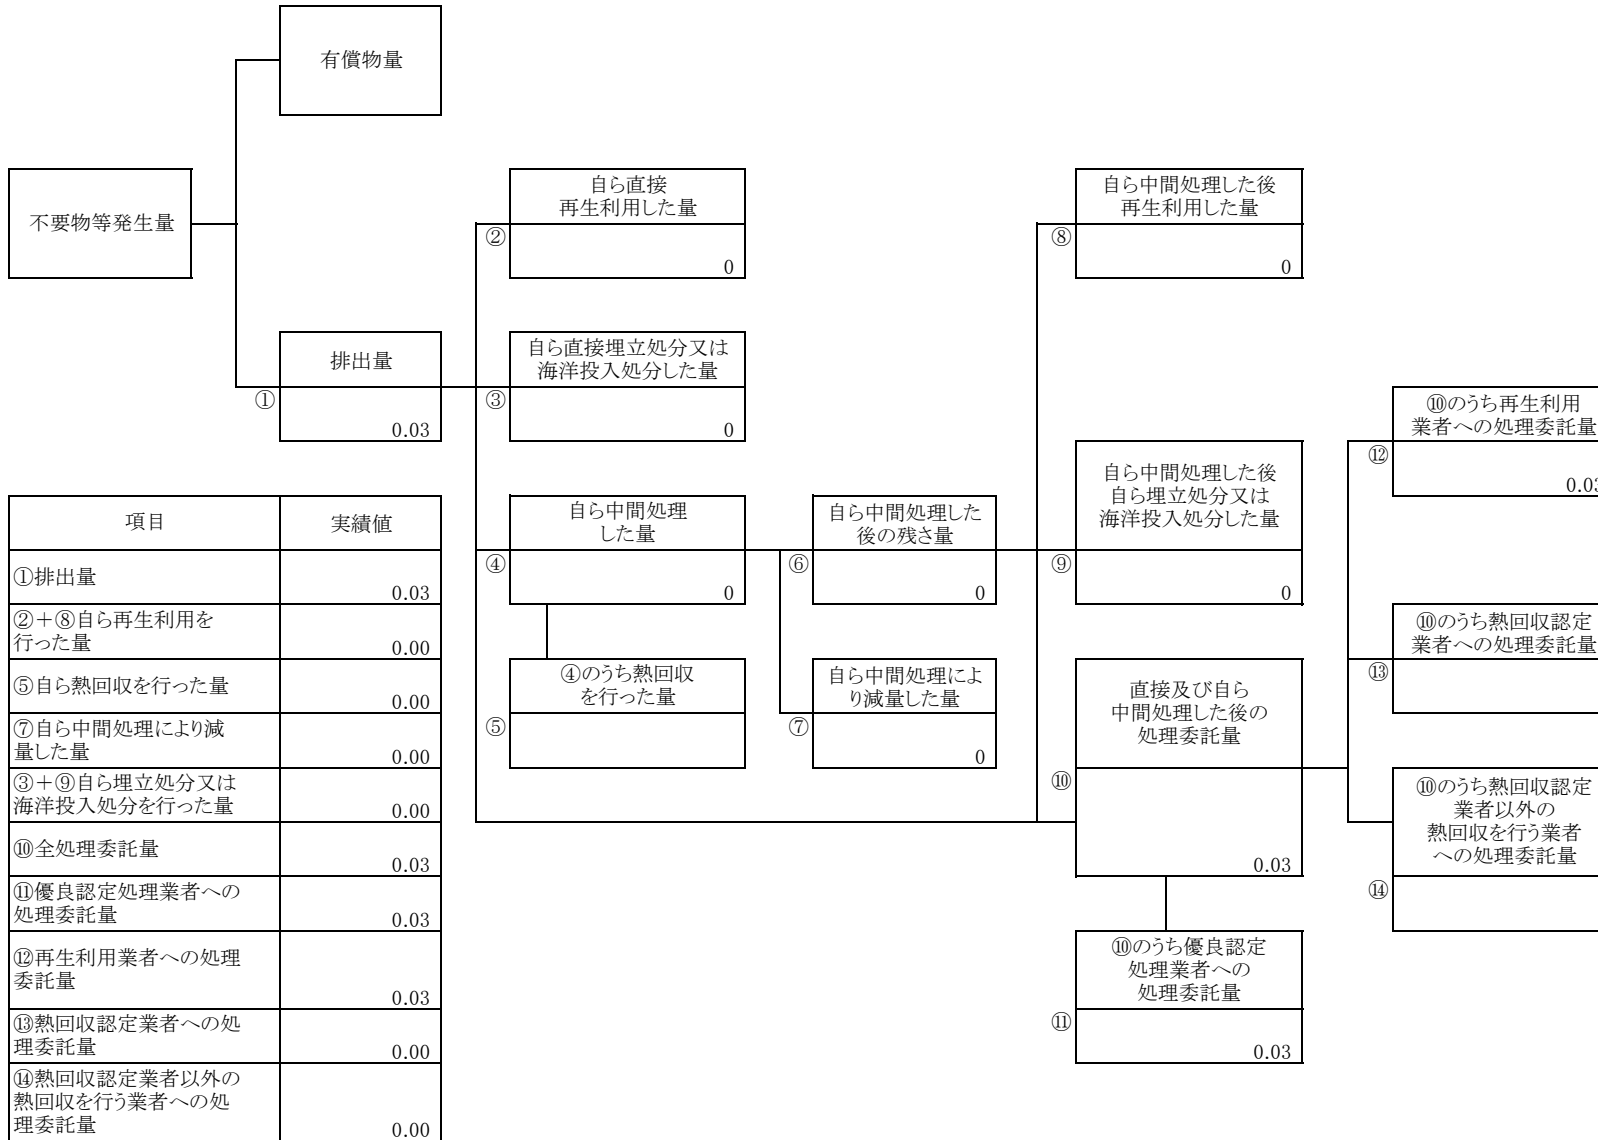 有償物量
不要物等発生量
自ら直接
再生利用した量
②
0
自ら中間処理した後
再生利用した量
⑧
0
排出量
①
0.03
自ら直接埋立処分又は
海洋投入処分した量
③
0
⑩のうち再生利用
業者への処理委託量
⑫
0.03
自ら中間処理
した量
④
0
自ら中間処理した
後の残さ量
⑥
0
自ら中間処理した後
自ら埋立処分又は
海洋投入処分した量
⑨
0
⑩のうち熱回収認定
業者への処理委託量
⑬
④のうち熱回収
を行った量
⑤
自ら中間処理によ
り減量した量
⑦
0
直接及び自ら
中間処理した後の
処理委託量
⑩
0.03
⑩のうち熱回収認定
業者以外の
熱回収を行う業者
への処理委託量
⑭
⑩のうち優良認定
処理業者への
処理委託量
⑪
0.03
項目 実績値
①排出量
0.03
②+⑧自ら再生利用を
行った量
0.00
⑤自ら熱回収を行った量
0.00
⑦自ら中間処理により減
量した量
0.00
③+⑨自ら埋立処分又は
海洋投入処分を行った量
0.00
⑩全処理委託量
0.03
⑪優良認定処理業者への
処理委託量
0.03
⑫再生利用業者への処理
委託量
0.03
⑬熱回収認定業者への処
理委託量
0.00
⑭熱回収認定業者以外の
熱回収を行う業者への処
理委託量
0.00